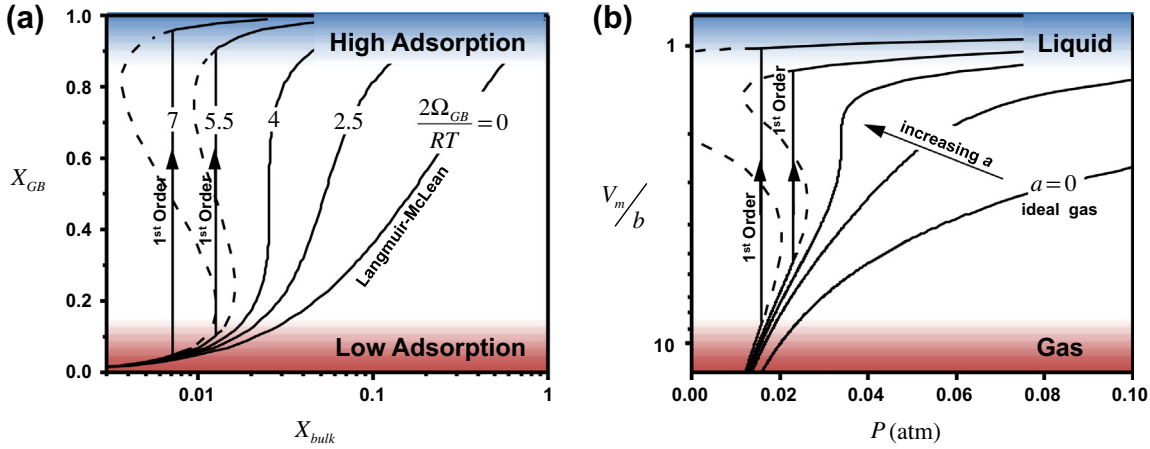 (a)
1.0
0.8
0.6
0.4
0.2
0.0
X_GB
High Adsorption
7
5.5
4
2.5
2Ω_GB/RT = 0
1st Order
1st Order
Langmuir-McLean
Low Adsorption
0.01
0.1
1
X_bulk
(b)
1
10
V_m/b
Liquid
1st Order
1st Order
increasing a
a = 0
ideal gas
Gas
0.00
0.02
0.04
0.06
0.08
0.10
P (atm)